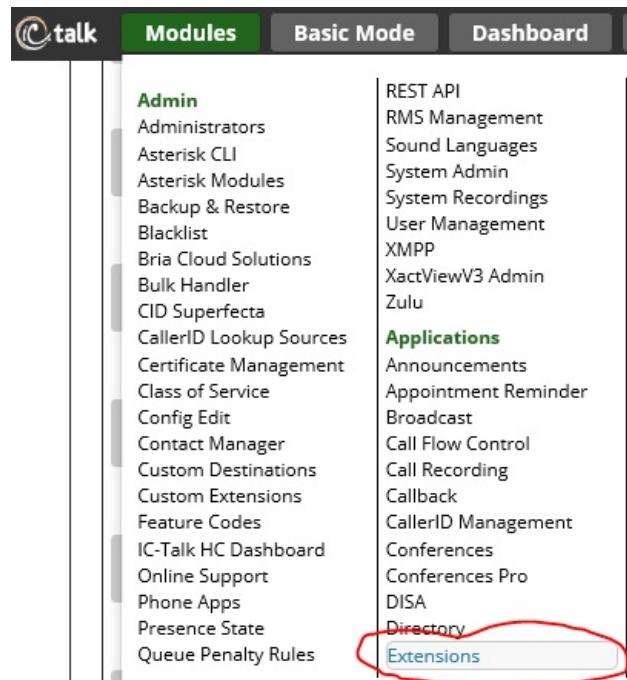 talk
Modules
Basic Mode
Dashboard
Admin
Administrators
Asterisk CLI
Asterisk Modules
Backup & Restore
Blacklist
Bria Cloud Solutions
Bulk Handler
CID Superfecta
CallerID Lookup Sources
Certificate Management
Class of Service
Config Edit
Contact Manager
Custom Destinations
Custom Extensions
Feature Codes
IC-Talk HC Dashboard
Online Support
Phone Apps
Presence State
Queue Penalty Rules
REST API
RMS Management
Sound Languages
System Admin
System Recordings
User Management
XMPP
XactViewV3 Admin
Zulu
Applications
Announcements
Appointment Reminder
Broadcast
Call Flow Control
Call Recording
Callback
CallerID Management
Conferences
Conferences Pro
DISA
Directory
Extensions